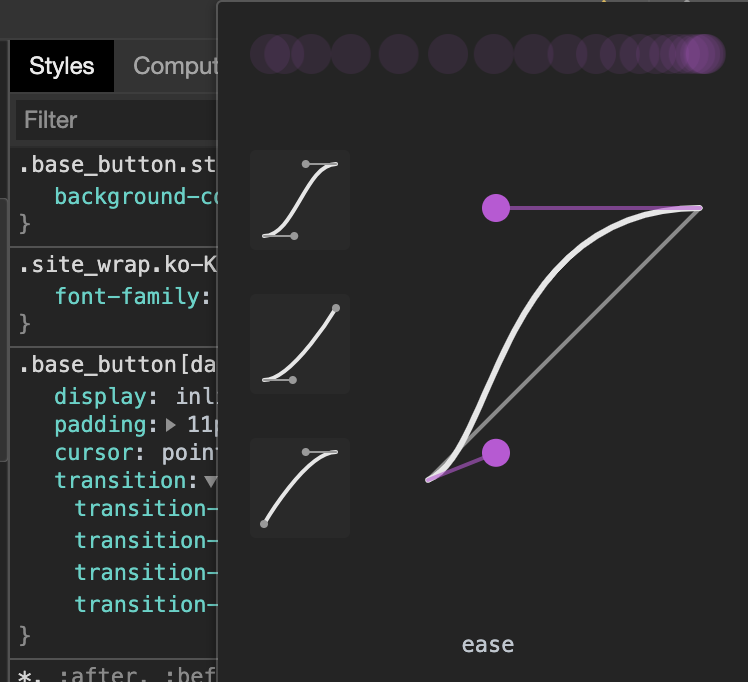 Styles Comput
Filter
.base_button.st
background-co
}
.site_wrap.ko-K
font-family:
}
.base_button[da
display: inl
padding: 11p
cursor: poin
transition:
transition-
transition-
transition-
transition-
}
*, :after, :bef
ease